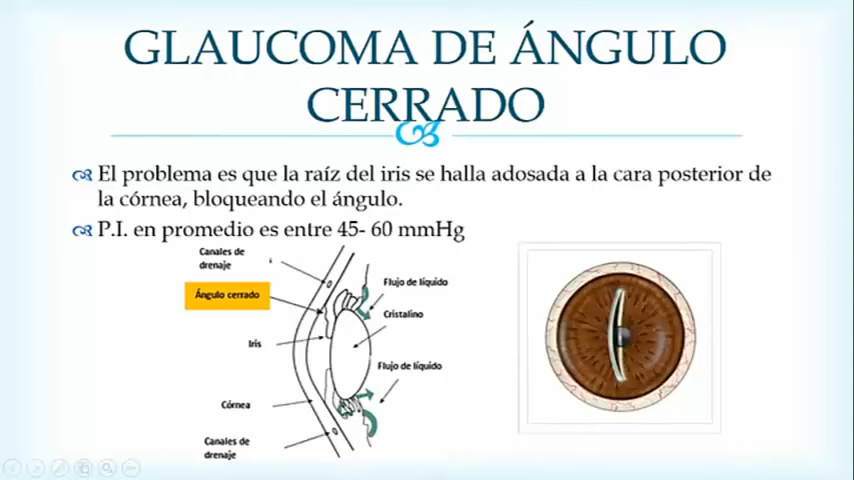 GLAUCOMA DE ÁNGULO
CERRADO
El problema es que la raíz del iris se halla adosada a la cara posterior de
la córnea, bloqueando el ángulo.
P.I. en promedio es entre 45- 60 mmHg
Canales de
drenaje
Ángulo cerrado
Iris
Córnea
Canales de
drenaje
Flujo de líquido
Cristalino
Flujo de líquido